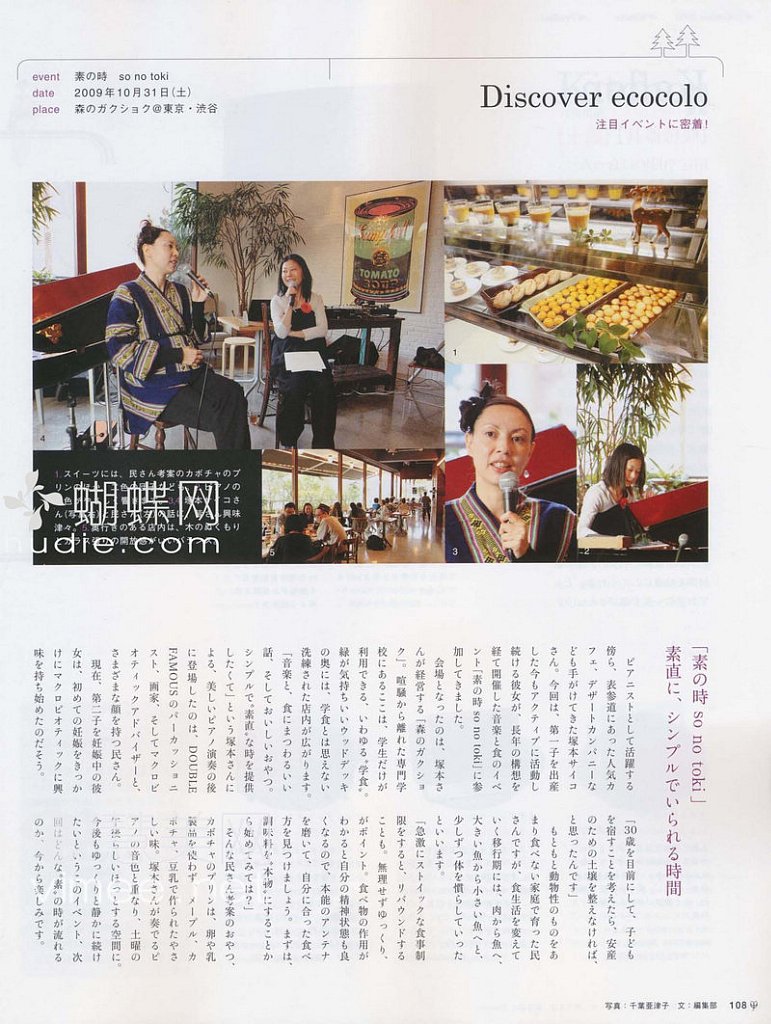 event 素の時 so no toki
date 2009年10月31日(土)
place 森のガクショク@東京・渋谷
Discover ecocolo
注目イベントに密着!
Campbell's
TOMATO
SOUP
1
4
5
3
2
1 スイーツには、民さん考案のカボチャのプ
蝴蝶网
nudie.com
「素の時 so no toki」
素直に、シンプルでいられる時間
ピアニストとして活躍する
傍ら、表参道にあった人気カ
フェ、デザートカンパニーな
ども手がけてきた塚本サイコ
さん。今回は、第一子を出産
した今もアクティブに活動し
続ける彼女が、長年の構想を
経て開催した音楽と食のイベ
ント「素の時 so no toki」に参
加してきました。
会場となったのは、塚本さ
んが経営する「森のガクショ
ク」。喧騒から離れた専門学
校にあるここは、学生だけが
利用できる、いわゆる“学食”。
緑が気持ちいいウッドデッキ
の奥には、学食とは思えない
洗練された店内が広がります。
「音楽と、食にまつわるいい
話、そしておいしいおやつ。
シンプルで“素直”な時を提供
したくて」という塚本さんに
よる、美しいピアノ演奏の後
に登場したのは、DOUBLE
FAMOUSのパーカッショニ
スト、画家、そしてマクロビ
オティックアドバイザーと、
さまざまな顔を持つ民さん。
現在、第二子を妊娠中の彼
女は、初めての妊娠をきっか
けにマクロビオティックに興
味を持ち始めたのだそう。
「30歳を目前にして、子ども
を宿すことを考えたら、安産
のための土壌を整えなければ、
と思ったんです」
もともと動物性のものをあ
まり食べない家庭で育った民
さんですが、食生活を変えて
いく移行期には、肉から魚へ、
大きい魚から小さい魚へと、
少しずつ体を慣らしていった
といいます。
「急激にストイックな食事制
限をすると、リバウンドする
ことも。無理せずゆっくり、
がポイント。食べ物の作用が
わかると自分の精神状態も良
くなるので、本能のアンテナ
を磨いて、自分に合った食べ
方を見つけましょう。まずは、
調味料を“本物”にすることか
ら始めてみては?」
そんな民さん考案のおやつ、
カボチャのプリンは、卵や乳
製品を使わず、メープル、カ
ボチャ、豆乳で作られたやさ
しい味。塚本さんが奏でるピ
アノの音色と重なり、土曜の
午後らしいほっとする空間に。
今後もゆっくりと静かに続け
たいというこのイベント、次
回はどんな“素”の時が流れる
のか、今から楽しみです。
写真:千葉亜津子 文:編集部 108